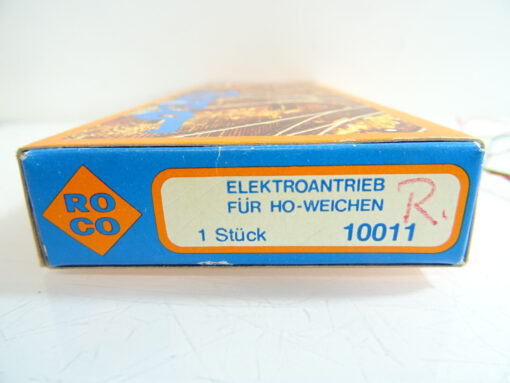 RO
CO
ELEKTROANTRIEB
FÜR HO-WEICHEN
R.
1 Stück 10011